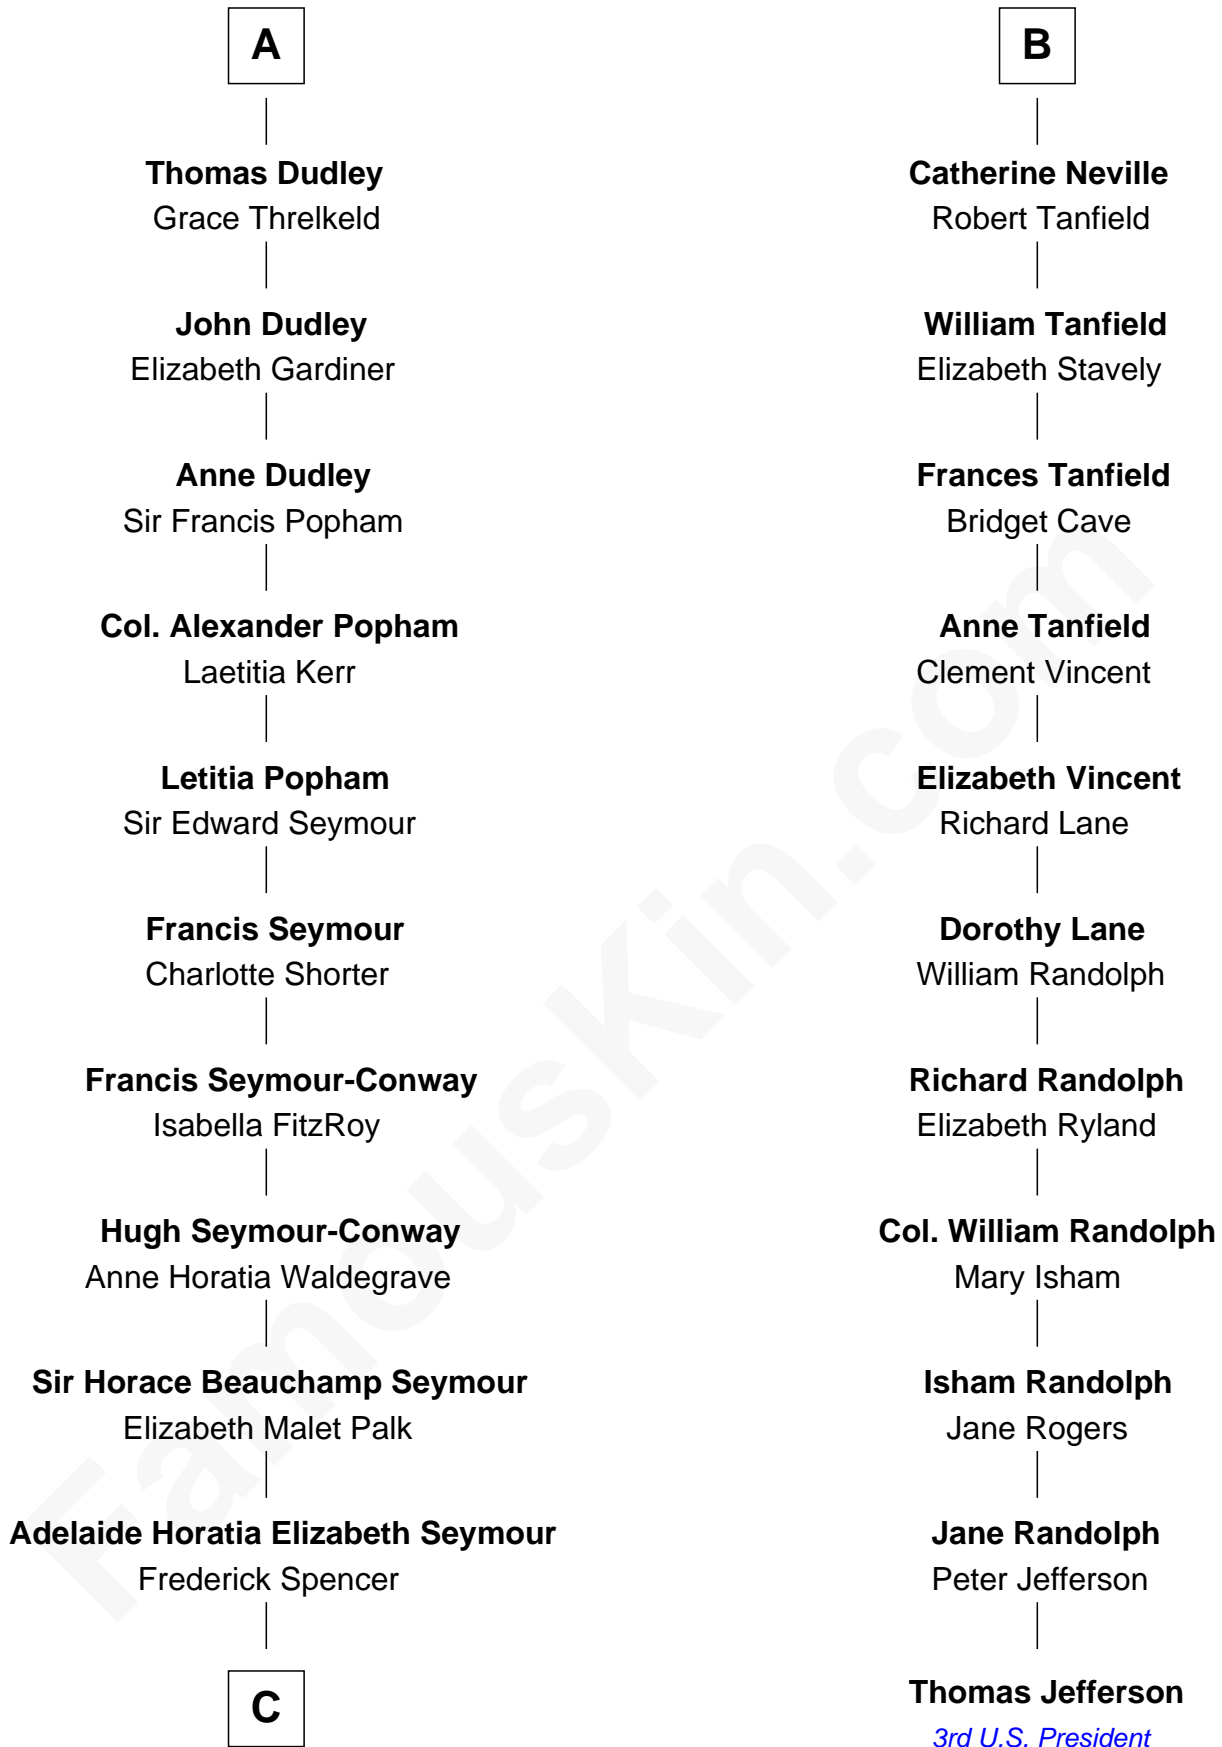 A
Thomas Dudley
Grace Threlkeld
John Dudley
Elizabeth Gardiner
Anne Dudley
Sir Francis Popham
Col. Alexander Popham
Laetitia Kerr
Letitia Popham
Sir Edward Seymour
Francis Seymour
Charlotte Shorter
Francis Seymour-Conway
Isabella FitzRoy
Hugh Seymour-Conway
Anne Horatia Waldegrave
Sir Horace Beauchamp Seymour
Elizabeth Malet Palk
Adelaide Horatia Elizabeth Seymour
Frederick Spencer
C
B
Catherine Neville
Robert Tanfield
William Tanfield
Elizabeth Stavely
Frances Tanfield
Bridget Cave
Anne Tanfield
Clement Vincent
Elizabeth Vincent
Richard Lane
Dorothy Lane
William Randolph
Richard Randolph
Elizabeth Ryland
Col. William Randolph
Mary Isham
Isham Randolph
Jane Rogers
Jane Randolph
Peter Jefferson
Thomas Jefferson
3rd U.S. President
FamousKin.com